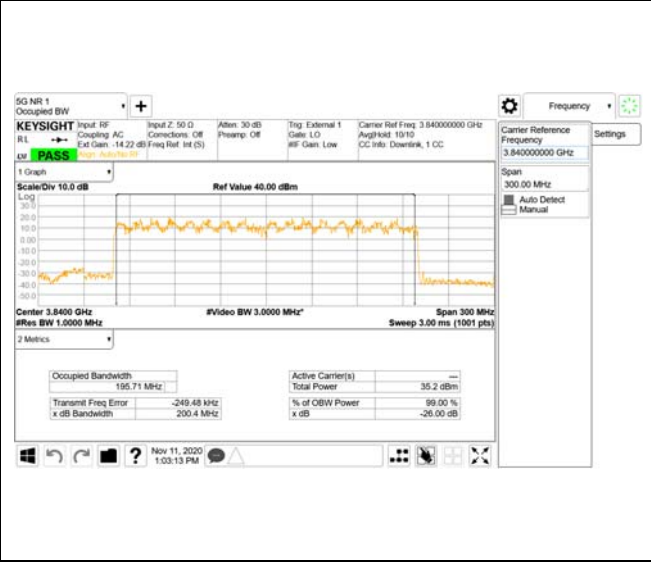 5G NR 1
Occupied BW
Frequency
KEYSIGHT
RL
PASS
Input: RF
Coupling: AC
Ext Gain: -14.22 dB
Align: Auto/No RF
Input Z: 50 Ω
Corrections: Off
Freq Ref: Int (S)
Atten: 30 dB
Preamp: Off
Trig: External 1
Gate: LO
#IF Gain: Low
Carrier Ref Freq: 3.840000000 GHz
Avg|Hold: 10/10
CC Info: Downlink, 1 CC
Carrier Reference
Frequency
3.840000000 GHz
Settings
Span
300.00 MHz
Auto Detect
Manual
1 Graph
Scale/Div 10.0 dB
Ref Value 40.00 dBm
Log
30.0
20.0
10.0
0.00
-10.0
-20.0
-30.0
-40.0
-50.0
Center 3.8400 GHz
#Video BW 3.0000 MHz*
Span 300 MHz
#Res BW 1.0000 MHz
Sweep 3.00 ms (1001 pts)
2 Metrics
Occupied Bandwidth
195.71 MHz
Transmit Freq Error -249.48 kHz
x dB Bandwidth 200.4 MHz
Active Carrier(s) —
Total Power 35.2 dBm
% of OBW Power 99.00 %
x dB -26.00 dB
Nov 11, 2020
1:03:13 PM